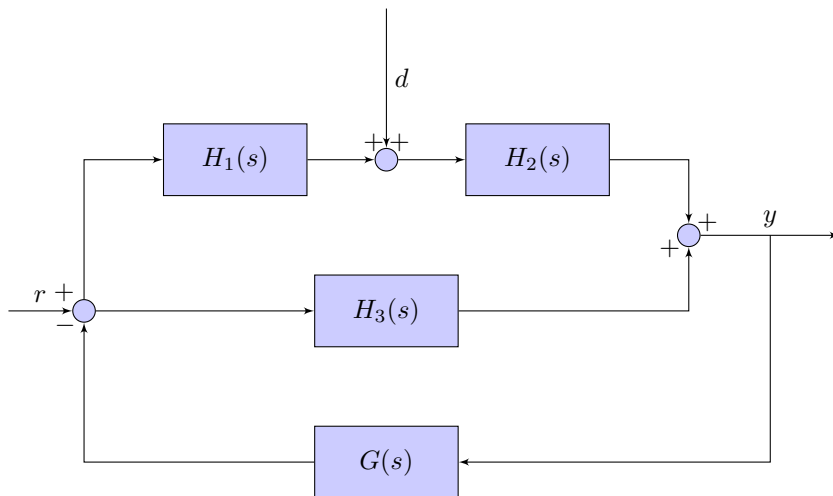 d
+ +
H₁(s)
H₂(s)
y
+
+
r
+
−
H₃(s)
G(s)